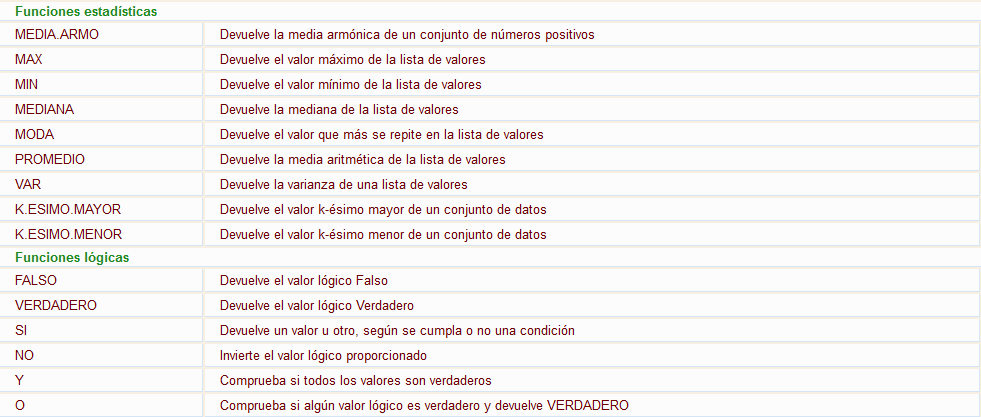 Funciones estadísticas
MEDIA.ARMO Devuelve la media armónica de un conjunto de números positivos
MAX Devuelve el valor máximo de la lista de valores
MIN Devuelve el valor mínimo de la lista de valores
MEDIANA Devuelve la mediana de la lista de valores
MODA Devuelve el valor que más se repite en la lista de valores
PROMEDIO Devuelve la media aritmética de la lista de valores
VAR Devuelve la varianza de una lista de valores
K.ESIMO.MAYOR Devuelve el valor k-ésimo mayor de un conjunto de datos
K.ESIMO.MENOR Devuelve el valor k-ésimo menor de un conjunto de datos
Funciones lógicas
FALSO Devuelve el valor lógico Falso
VERDADERO Devuelve el valor lógico Verdadero
SI Devuelve un valor u otro, según se cumpla o no una condición
NO Invierte el valor lógico proporcionado
Y Comprueba si todos los valores son verdaderos
O Comprueba si algún valor lógico es verdadero y devuelve VERDADERO